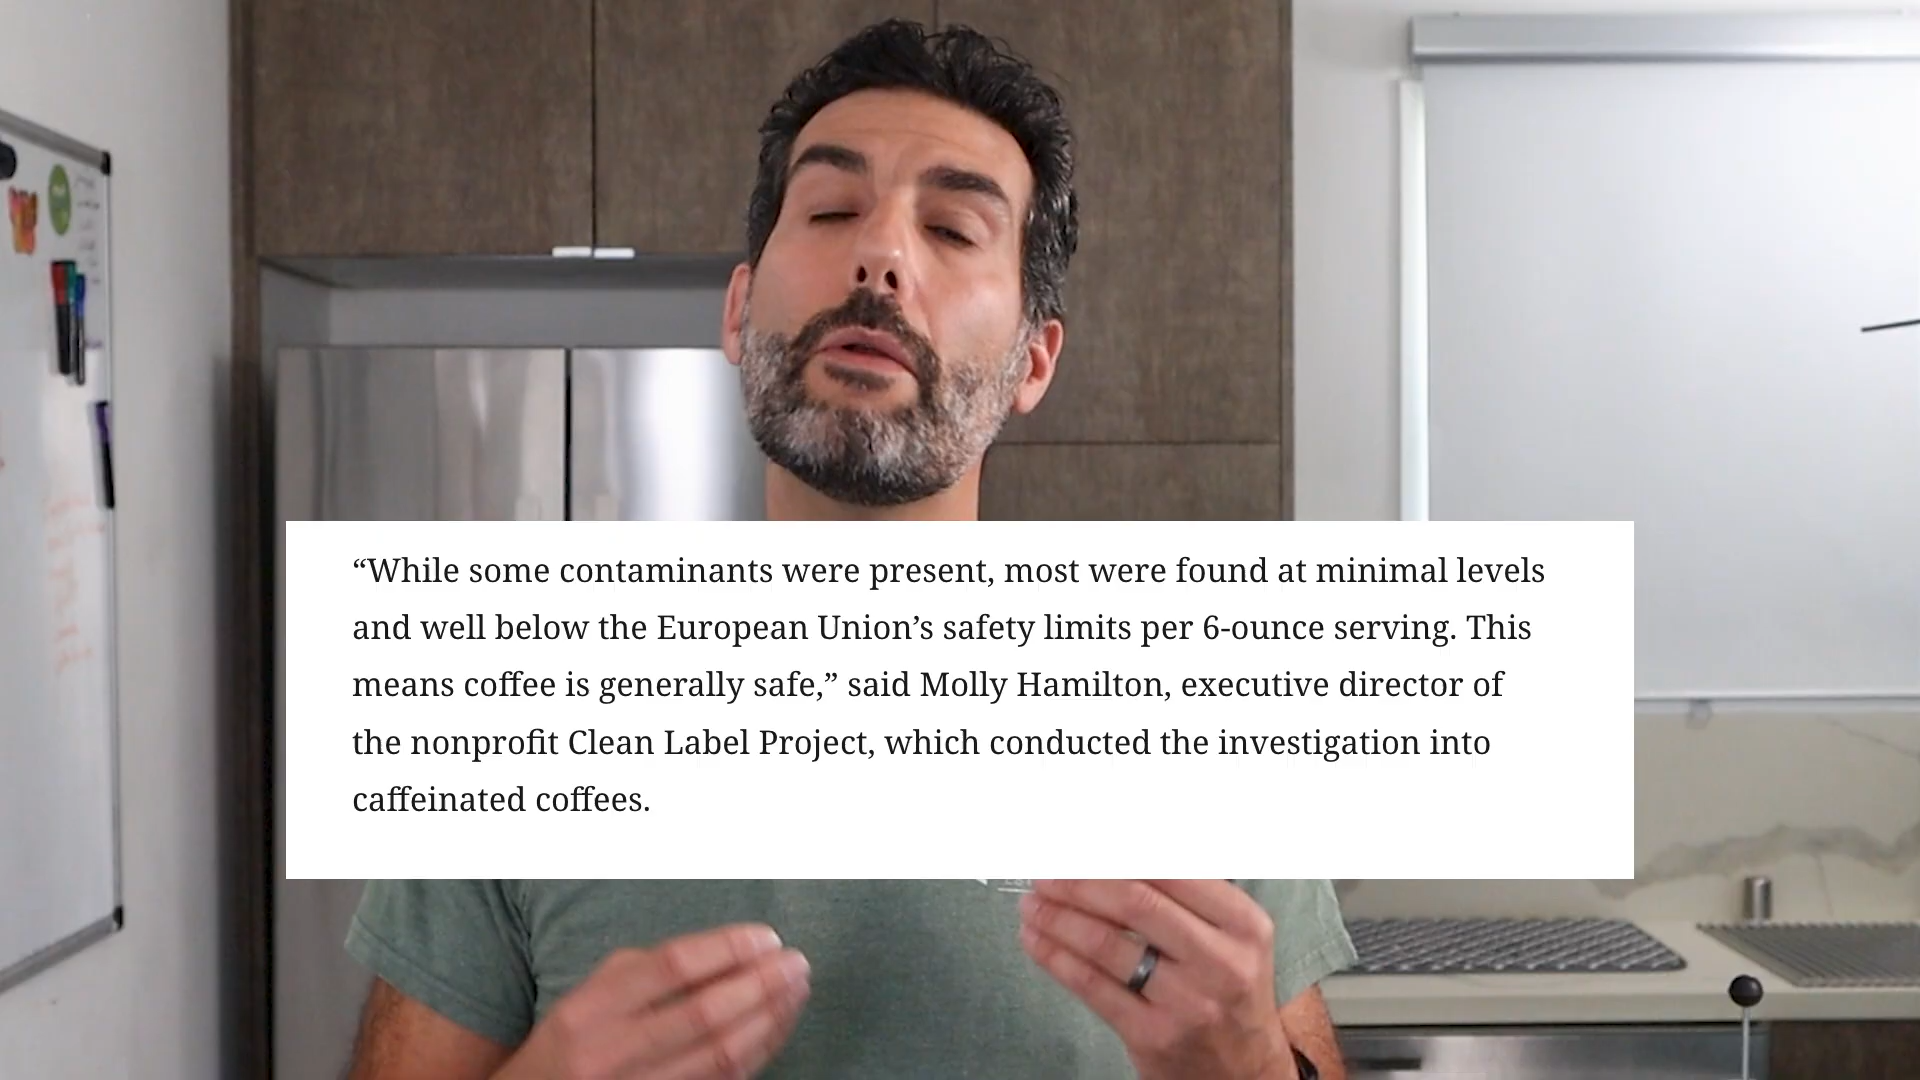 “While some contaminants were present, most were found at minimal levels
and well below the European Union’s safety limits per 6-ounce serving. This
means coffee is generally safe,” said Molly Hamilton, executive director of
the nonprofit Clean Label Project, which conducted the investigation into
caffeinated coffees.